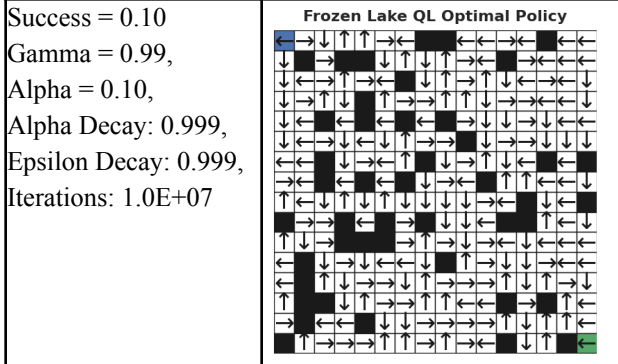 Success = 0.10
Gamma = 0.99,
Alpha = 0.10,
Alpha Decay: 0.999,
Epsilon Decay: 0.999,
Iterations: 1.0E+07
Frozen Lake QL Optimal Policy